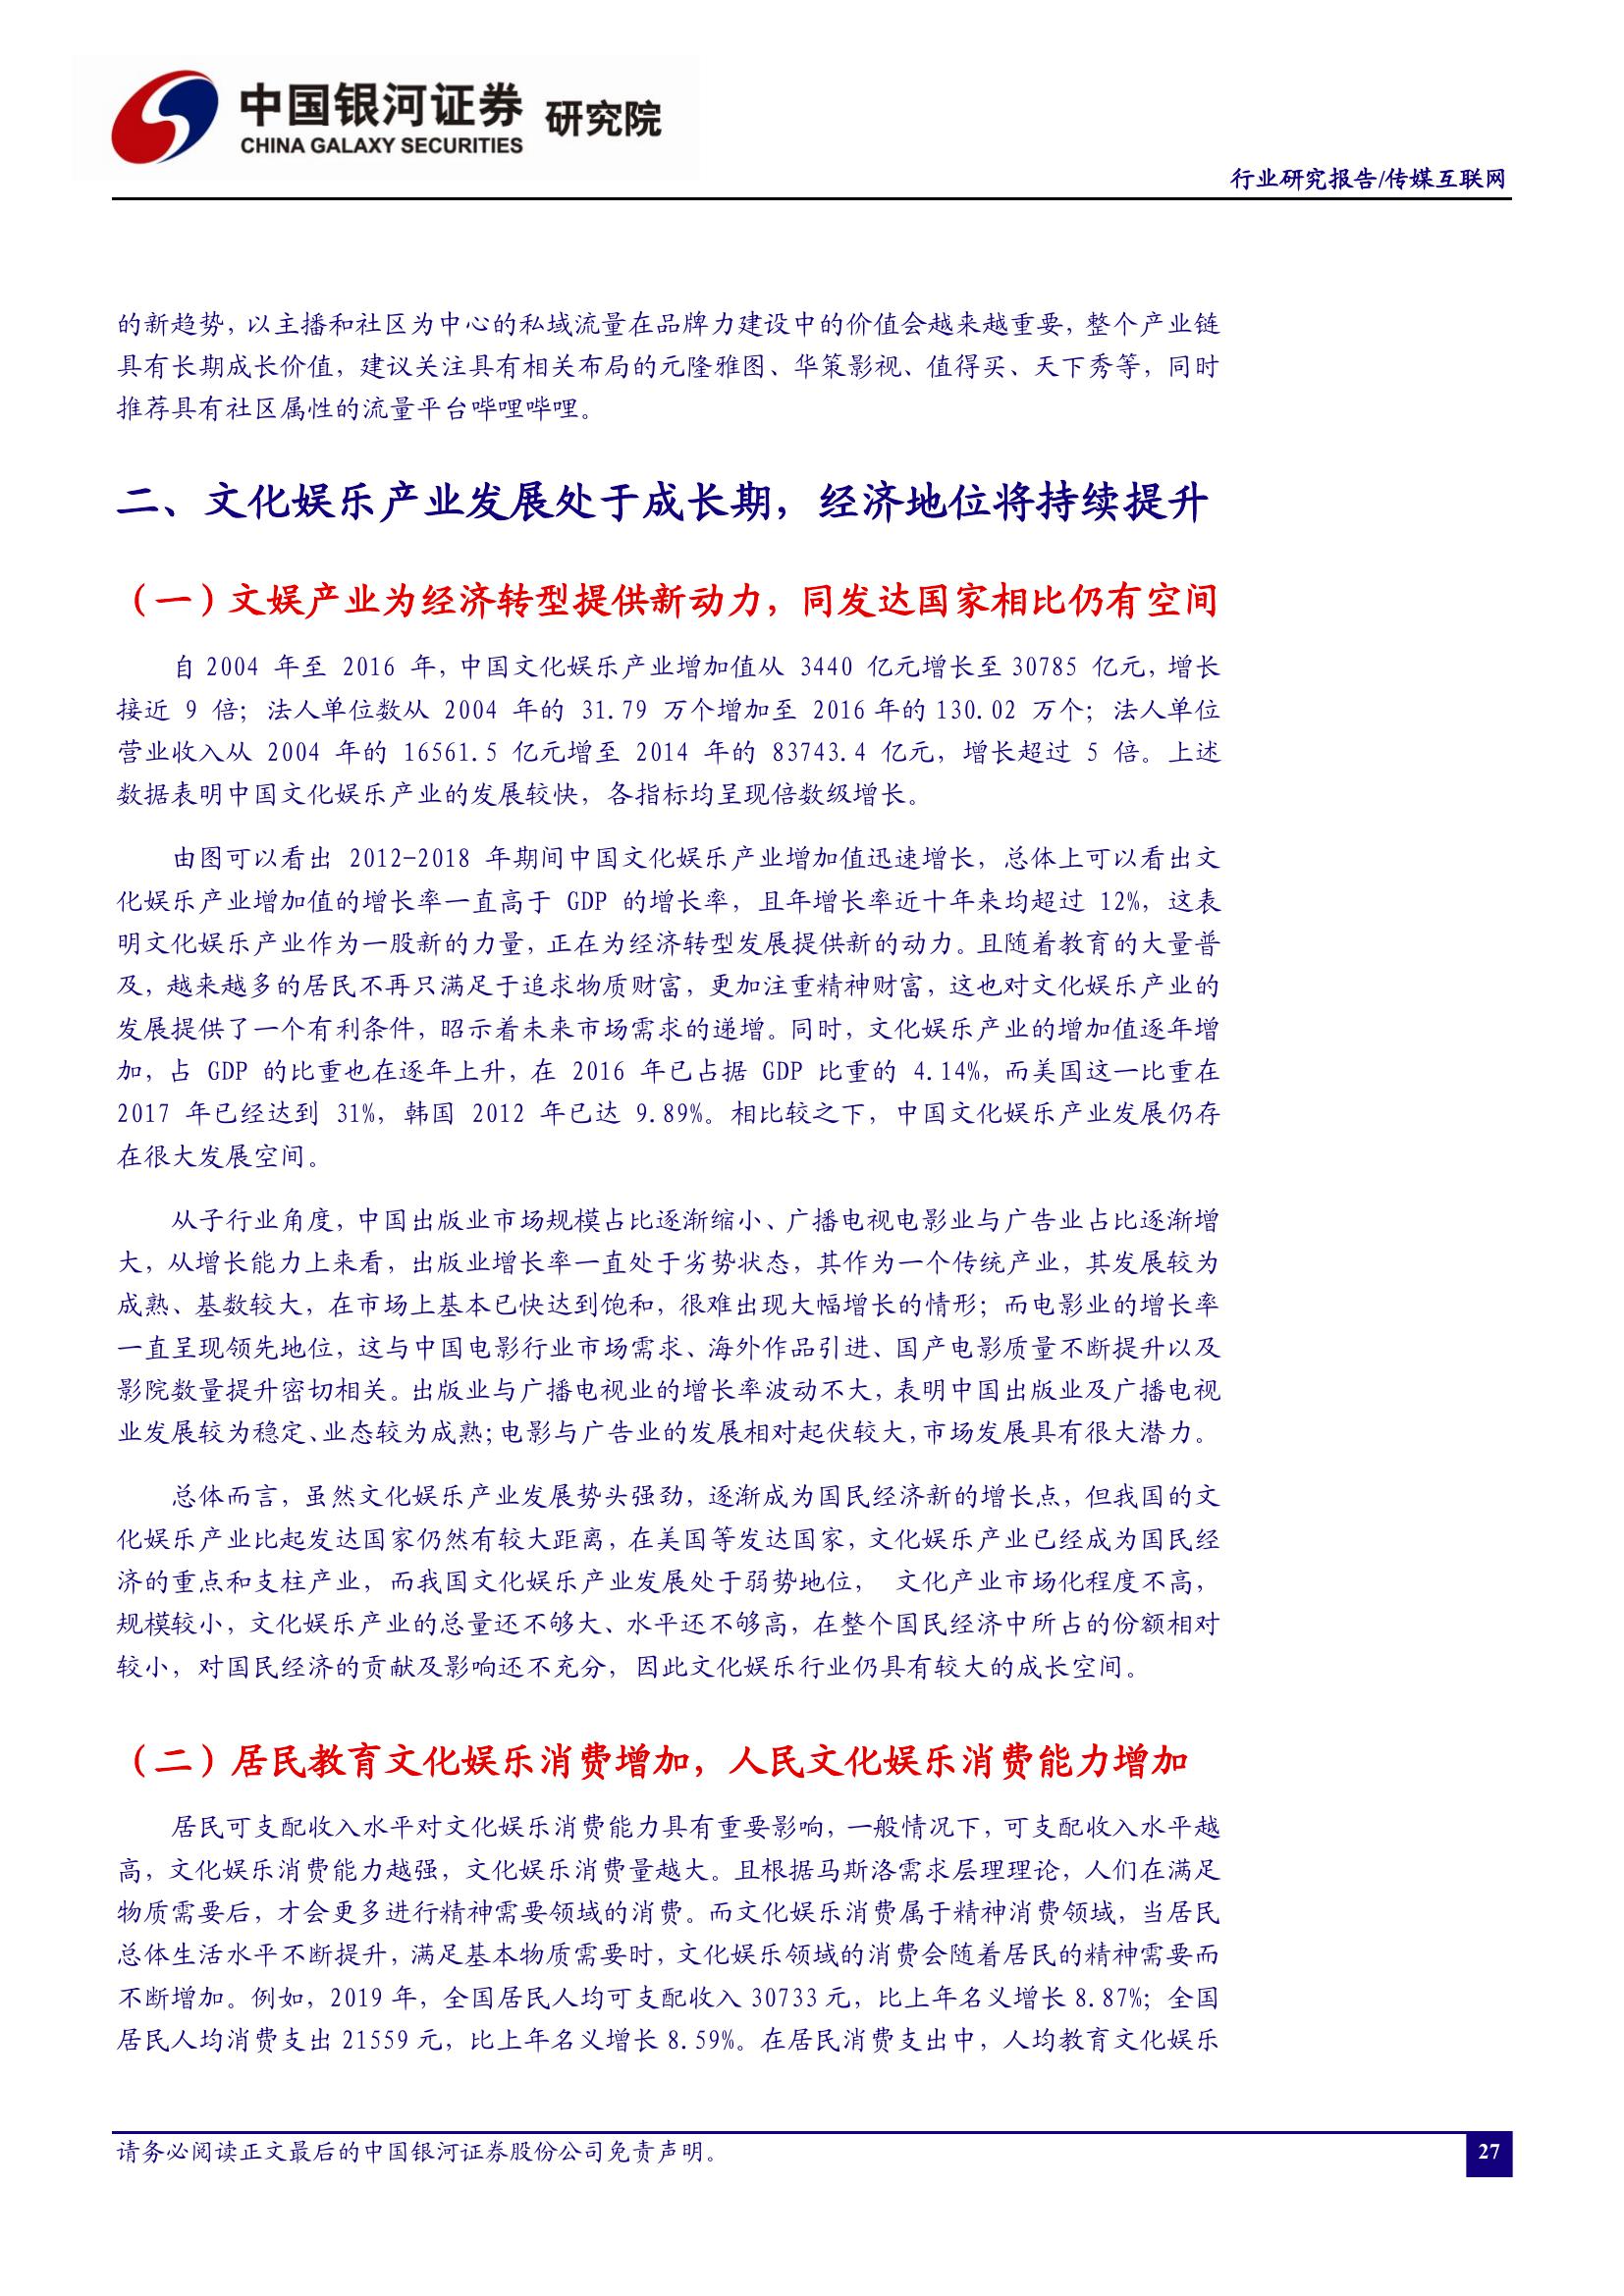 中国银河证券 研究院
CHINA GALAXY SECURITIES
行业研究报告/传媒互联网
的新趋势，以主播和社区为中心的私域流量在品牌力建设中的价值会越来越重要，整个产业链
具有长期成长价值，建议关注具有相关布局的元隆雅图、华策影视、值得买、天下秀等，同时
推荐具有社区属性的流量平台哔哩哔哩。
二、文化娱乐产业发展处于成长期，经济地位将持续提升
（一）文娱产业为经济转型提供新动力，同发达国家相比仍有空间
自 2004 年至 2016 年，中国文化娱乐产业增加值从 3440 亿元增长至 30785 亿元，增长
接近 9 倍；法人单位数从 2004 年的 31.79 万个增加至 2016 年的 130.02 万个；法人单位
营业收入从 2004 年的 16561.5 亿元增至 2014 年的 83743.4 亿元，增长超过 5 倍。上述
数据表明中国文化娱乐产业的发展较快，各指标均呈现倍数级增长。
由图可以看出 2012-2018 年期间中国文化娱乐产业增加值迅速增长，总体上可以看出文
化娱乐产业增加值的增长率一直高于 GDP 的增长率，且年增长率近十年来均超过 12%，这表
明文化娱乐产业作为一股新的力量，正在为经济转型发展提供新的动力。且随着教育的大量普
及，越来越多的居民不再只满足于追求物质财富，更加注重精神财富，这也对文化娱乐产业的
发展提供了一个有利条件，昭示着未来市场需求的递增。同时，文化娱乐产业的增加值逐年增
加，占 GDP 的比重也在逐年上升，在 2016 年已占据 GDP 比重的 4.14%，而美国这一比重在
2017 年已经达到 31%，韩国 2012 年已达 9.89%。相比较之下，中国文化娱乐产业发展仍存
在很大发展空间。
从子行业角度，中国出版业市场规模占比逐渐缩小、广播电视电影业与广告业占比逐渐增
大，从增长能力上来看，出版业增长率一直处于劣势状态，其作为一个传统产业，其发展较为
成熟、基数较大，在市场上基本已快达到饱和，很难出现大幅增长的情形；而电影业的增长率
一直呈现领先地位，这与中国电影行业市场需求、海外作品引进、国产电影质量不断提升以及
影院数量提升密切相关。出版业与广播电视业的增长率波动不大，表明中国出版业及广播电视
业发展较为稳定、业态较为成熟；电影与广告业的发展相对起伏较大，市场发展具有很大潜力。
总体而言，虽然文化娱乐产业发展势头强劲，逐渐成为国民经济新的增长点，但我国的文
化娱乐产业比起发达国家仍然有较大距离，在美国等发达国家，文化娱乐产业已经成为国民经
济的重点和支柱产业，而我国文化娱乐产业发展处于弱势地位， 文化产业市场化程度不高，
规模较小，文化娱乐产业的总量还不够大、水平还不够高，在整个国民经济中所占的份额相对
较小，对国民经济的贡献及影响还不充分，因此文化娱乐行业仍具有较大的成长空间。
（二）居民教育文化娱乐消费增加，人民文化娱乐消费能力增加
居民可支配收入水平对文化娱乐消费能力具有重要影响，一般情况下，可支配收入水平越
高，文化娱乐消费能力越强，文化娱乐消费量越大。且根据马斯洛需求层理理论，人们在满足
物质需要后，才会更多进行精神需要领域的消费。而文化娱乐消费属于精神消费领域，当居民
总体生活水平不断提升，满足基本物质需要时，文化娱乐领域的消费会随着居民的精神需要而
不断增加。例如，2019 年，全国居民人均可支配收入 30733 元，比上年名义增长 8.87%；全国
居民人均消费支出 21559 元，比上年名义增长 8.59%。在居民消费支出中，人均教育文化娱乐
请务必阅读正文最后的中国银河证券股份公司免责声明。
27